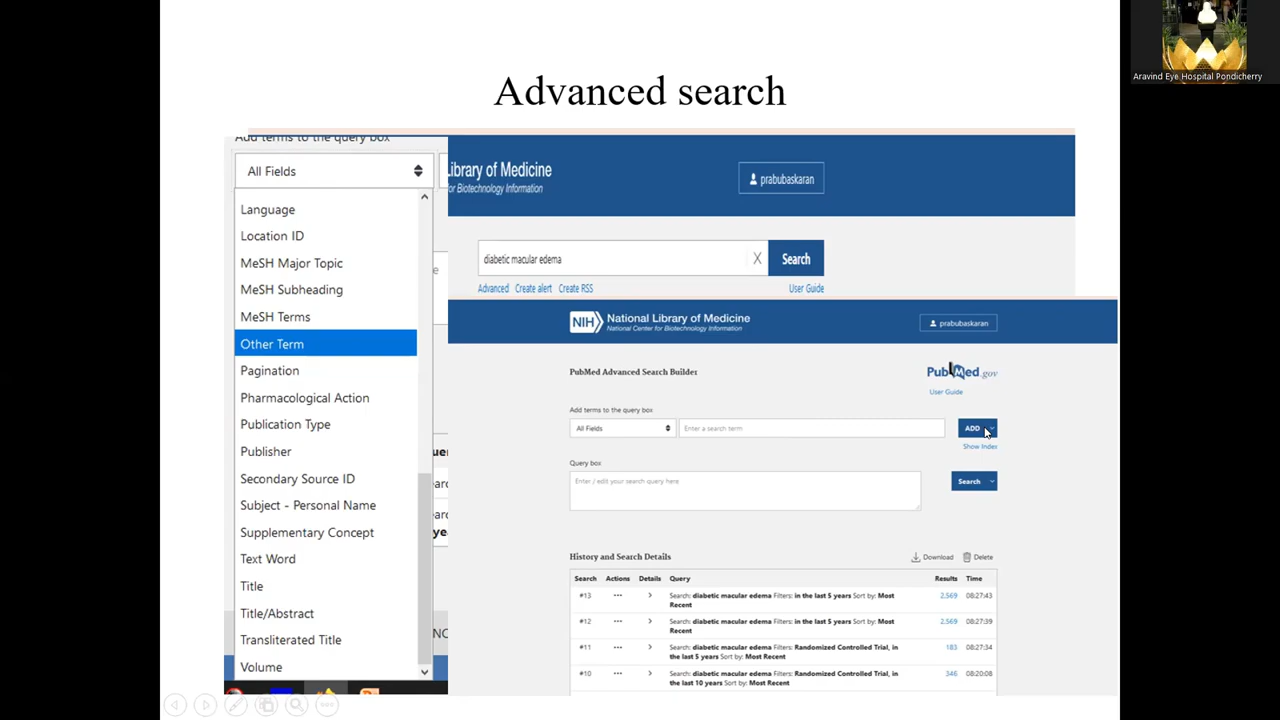 Aravind Eye Hospital Pondicherry
Advanced search
Add terms to the query box
All Fields
Language
Location ID
MeSH Major Topic
MeSH Subheading
MeSH Terms
Other Term
Pagination
Pharmacological Action
Publication Type
Publisher
Secondary Source ID
Subject - Personal Name
Supplementary Concept
Text Word
Title
Title/Abstract
Transliterated Title
Volume
Library of Medicine
for Biotechnology Information
prabubaskaran
diabetic macular edema X Search
Advanced Create alert Create RSS User Guide
NIH National Library of Medicine
National Center for Biotechnology Information
prabubaskaran
PubMed Advanced Search Builder
PubMed.gov
User Guide
Add terms to the query box
All Fields Enter a search term ADD
Show Index
Query box
Enter / edit your search query here Search
History and Search Details Download Delete
Search Actions Details Query Results Time
#13 ... > Search: diabetic macular edema Filters: in the last 5 years Sort by: Most 2,569 08:27:43
Recent
#12 ... > Search: diabetic macular edema Filters: in the last 5 years Sort by: Most 2,569 08:27:39
Recent
#11 ... > Search: diabetic macular edema Filters: Randomized Controlled Trial, in 183 08:27:34
the last 5 years Sort by: Most Recent
#10 ... > Search: diabetic macular edema Filters: Randomized Controlled Trial, in 346 08:20:08
the last 10 years Sort by: Most Recent